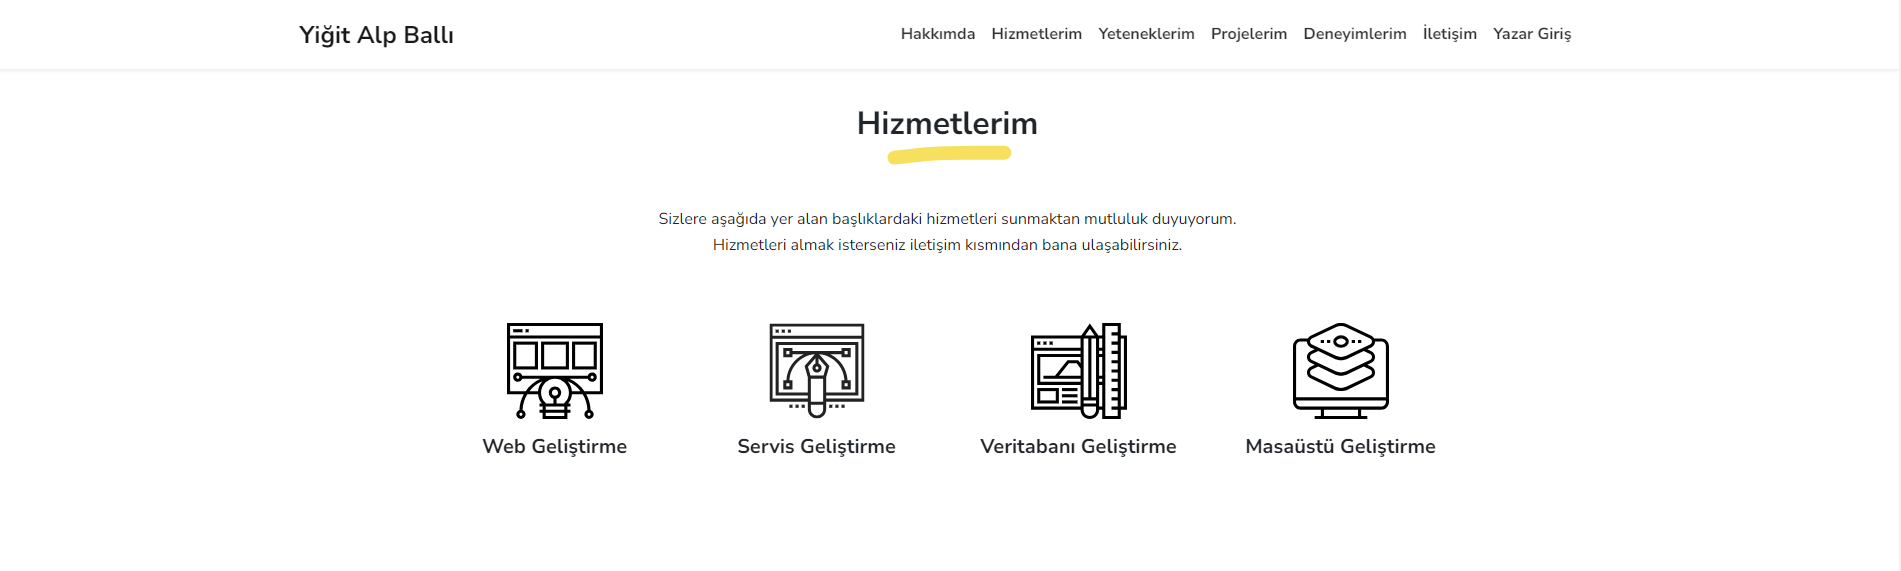 Yiğit Alp Ballı
Hakkımda Hizmetlerim Yeteneklerim Projelerim Deneyimlerim İletişim Yazar Giriş
Hizmetlerim
Sizlere aşağıda yer alan başlıklardaki hizmetleri sunmaktan mutluluk duyuyorum.
Hizmetleri almak isterseniz iletişim kısmından bana ulaşabilirsiniz.
Web Geliştirme
Servis Geliştirme
Veritabanı Geliştirme
Masaüstü Geliştirme